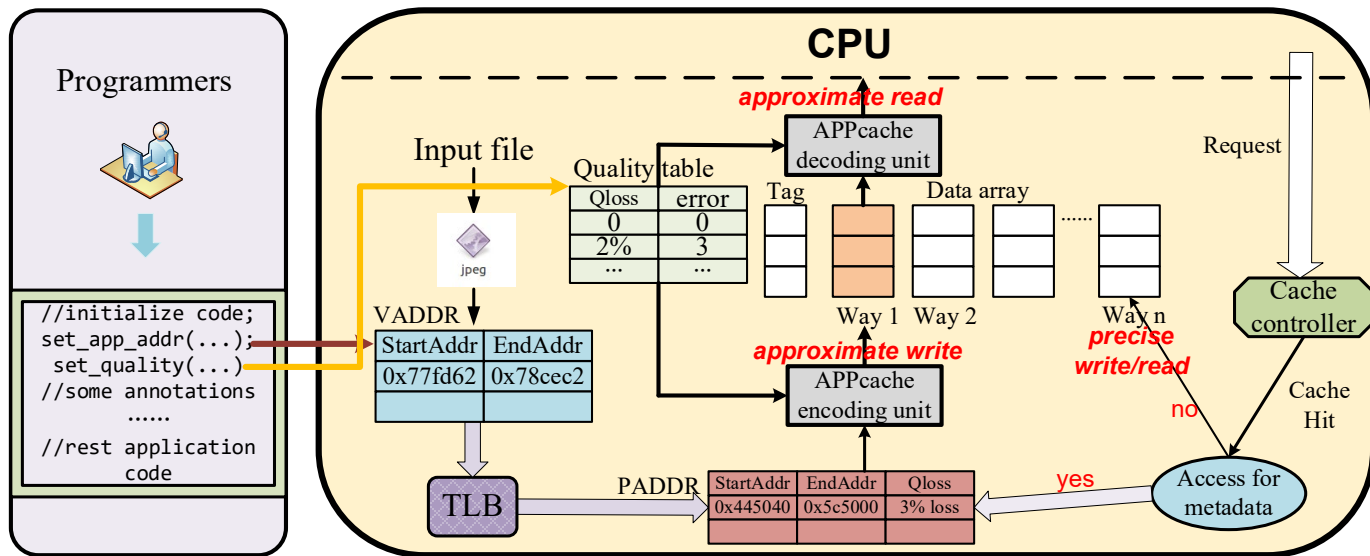 Programmers
//initialize code;
set_app_addr(...);
set_quality(...)
//some annotations
......
//rest application
code
CPU
approximate read
APPcache
decoding unit
Request
Input file
Quality table
Qloss error
0 0
2% 3
... ...
Tag
Data array
......
jpeg
VADDR
StartAddr EndAddr
0x77fd62 0x78cec2
Way 1
Way 2
Way n
Cache
controller
approximate write
precise
write/read
APPcache
encoding unit
no
Cache
Hit
TLB
PADDR
StartAddr EndAddr Qloss
0x445040 0x5c5000 3% loss
yes
Access for
metadata